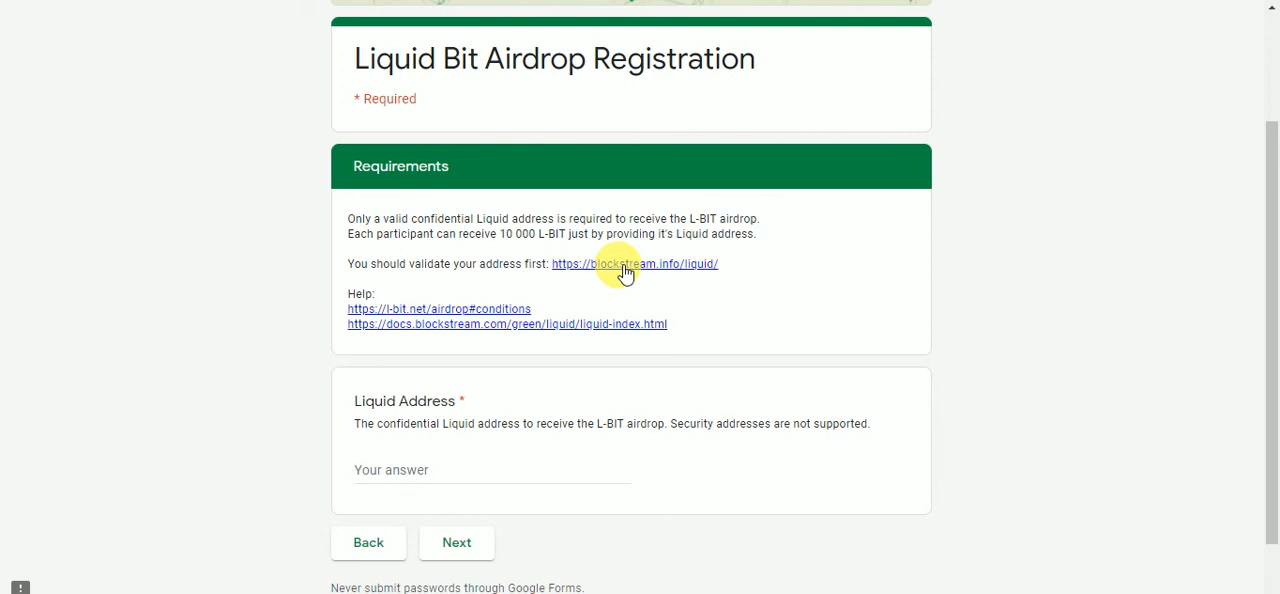 Liquid Bit Airdrop Registration
* Required
Requirements
Only a valid confidential Liquid address is required to receive the L-BIT airdrop.
Each participant can receive 10 000 L-BIT just by providing it's Liquid address.
You should validate your address first: https://blockstream.info/liquid/
Help:
https://l-bit.net/airdrop#conditions
https://docs.blockstream.com/green/liquid/liquid-index.html
Liquid Address *
The confidential Liquid address to receive the L-BIT airdrop. Security addresses are not supported.
Your answer
Back
Next
Never submit passwords through Google Forms.